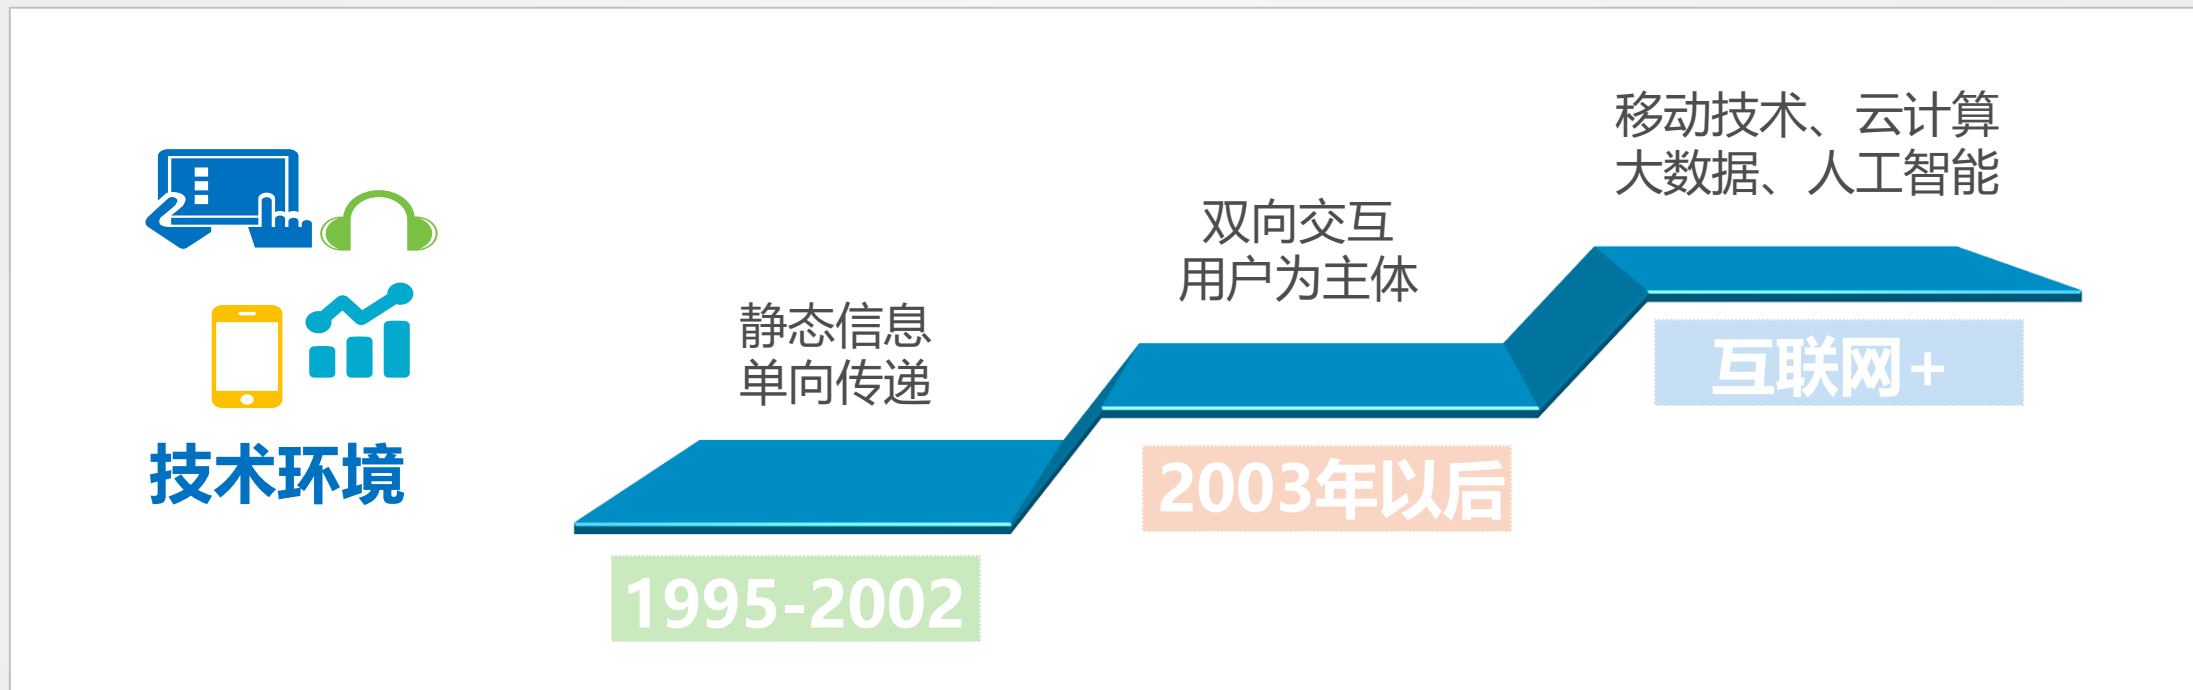 技术环境
静态信息
单向传递
1995-2002
双向交互
用户为主体
2003年以后
移动技术、云计算
大数据、人工智能
互联网+